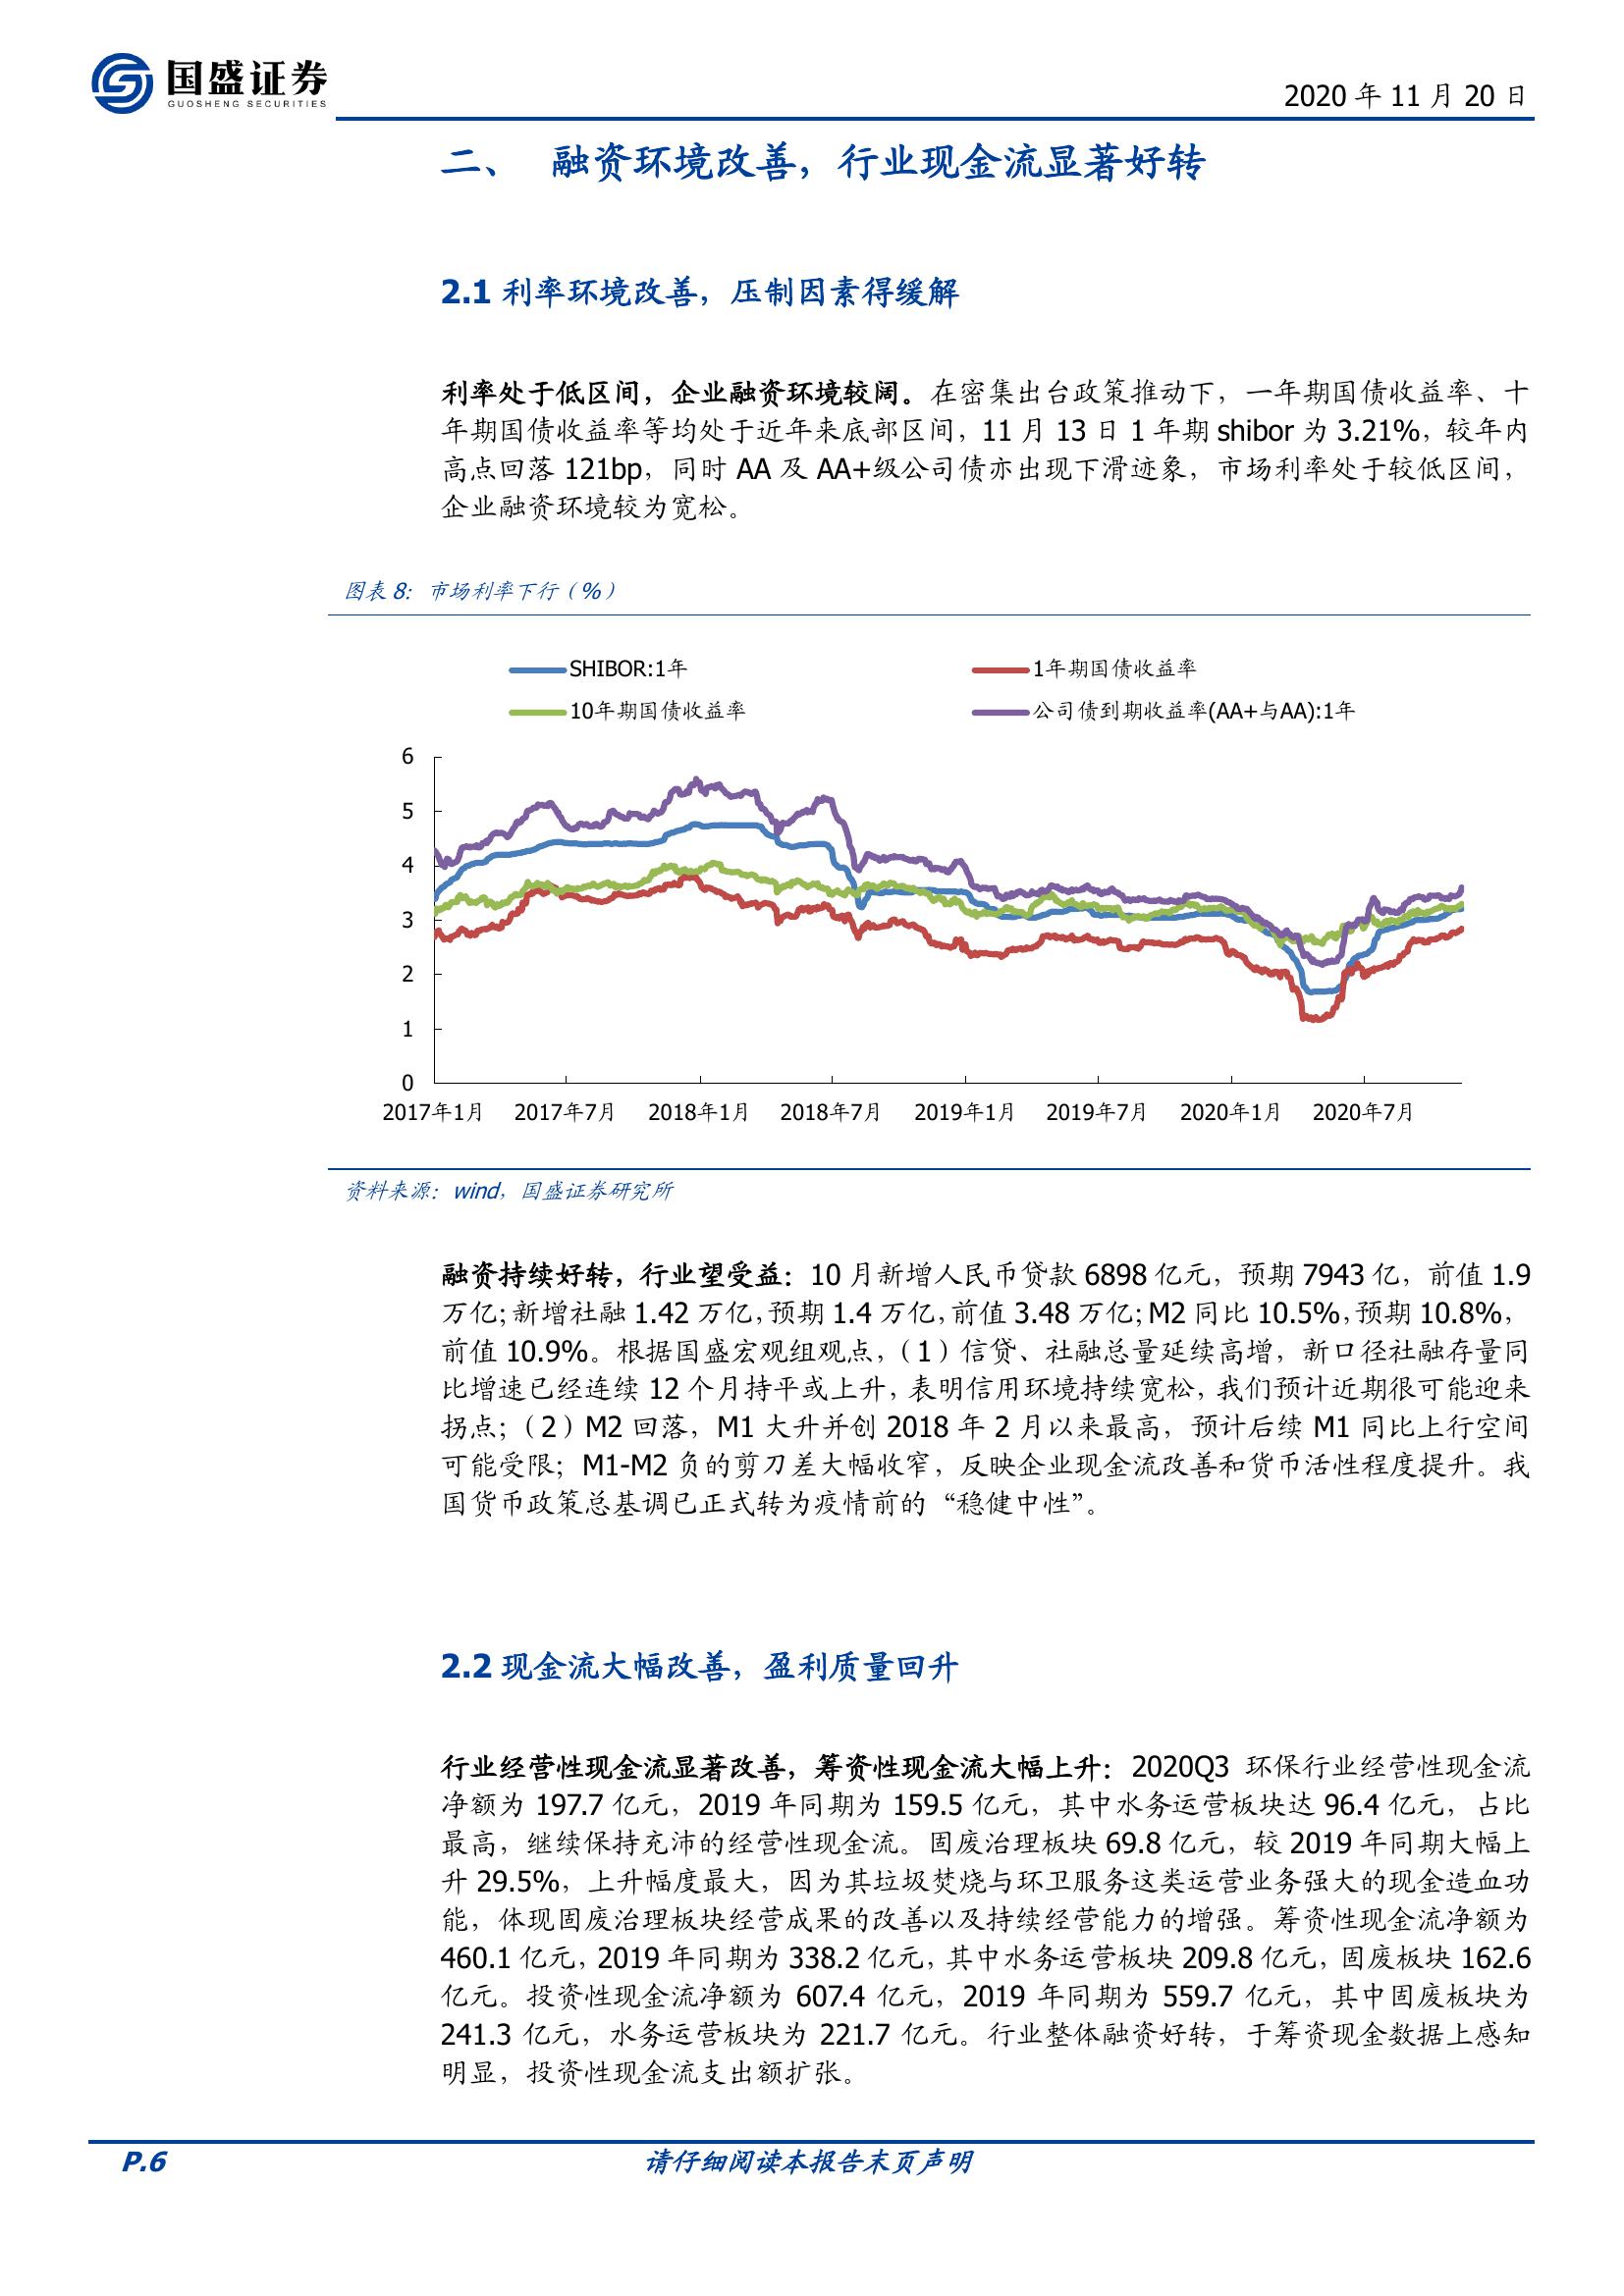 国盛证券
GUOSHENG SECURITIES
2020 年 11 月 20 日
二、 融资环境改善，行业现金流显著好转
2.1 利率环境改善，压制因素得缓解
利率处于低区间，企业融资环境较阔。在密集出台政策推动下，一年期国债收益率、十
年期国债收益率等均处于近年来底部区间，11 月 13 日 1 年期 shibor 为 3.21%，较年内
高点回落 121bp，同时 AA 及 AA+级公司债亦出现下滑迹象，市场利率处于较低区间，
企业融资环境较为宽松。
图表 8：市场利率下行（%）
SHIBOR:1年
1年期国债收益率
10年期国债收益率
公司债到期收益率(AA+与AA):1年
6
5
4
3
2
1
0
2017年1月 2017年7月 2018年1月 2018年7月 2019年1月 2019年7月 2020年1月 2020年7月
资料来源：wind，国盛证券研究所
融资持续好转，行业望受益：10 月新增人民币贷款 6898 亿元，预期 7943 亿，前值 1.9
万亿；新增社融 1.42 万亿，预期 1.4 万亿，前值 3.48 万亿；M2 同比 10.5%，预期 10.8%，
前值 10.9%。根据国盛宏观组观点，（1）信贷、社融总量延续高增，新口径社融存量同
比增速已经连续 12 个月持平或上升，表明信用环境持续宽松，我们预计近期很可能迎来
拐点；（2）M2 回落，M1 大升并创 2018 年 2 月以来最高，预计后续 M1 同比上行空间
可能受限；M1-M2 负的剪刀差大幅收窄，反映企业现金流改善和货币活性程度提升。我
国货币政策总基调已正式转为疫情前的“稳健中性”。
2.2 现金流大幅改善，盈利质量回升
行业经营性现金流显著改善，筹资性现金流大幅上升：2020Q3 环保行业经营性现金流
净额为 197.7 亿元，2019 年同期为 159.5 亿元，其中水务运营板块达 96.4 亿元，占比
最高，继续保持充沛的经营性现金流。固废治理板块 69.8 亿元，较 2019 年同期大幅上
升 29.5%，上升幅度最大，因为其垃圾焚烧与环卫服务这类运营业务强大的现金造血功
能，体现固废治理板块经营成果的改善以及持续经营能力的增强。筹资性现金流净额为
460.1 亿元，2019 年同期为 338.2 亿元，其中水务运营板块 209.8 亿元，固废板块 162.6
亿元。投资性现金流净额为 607.4 亿元，2019 年同期为 559.7 亿元，其中固废板块为
241.3 亿元，水务运营板块为 221.7 亿元。行业整体融资好转，于筹资现金数据上感知
明显，投资性现金流支出额扩张。
P.6
请仔细阅读本报告末页声明